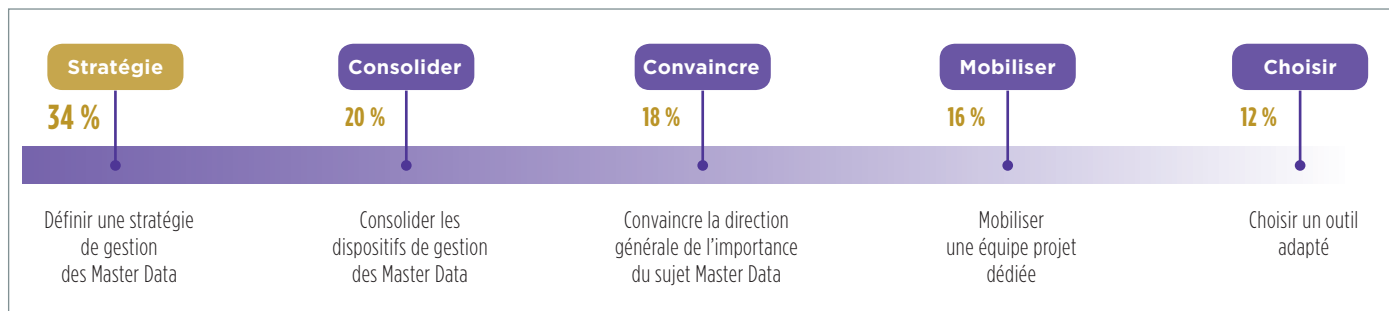 Stratégie
34 %
Définir une stratégie
de gestion
des Master Data
Consolider
20 %
Consolider les
dispositifs de gestion
des Master Data
Convaincre
18 %
Convaincre la direction
générale de l'importance
du sujet Master Data
Mobiliser
16 %
Mobiliser
une équipe projet
dédiée
Choisir
12 %
Choisir un outil
adapté